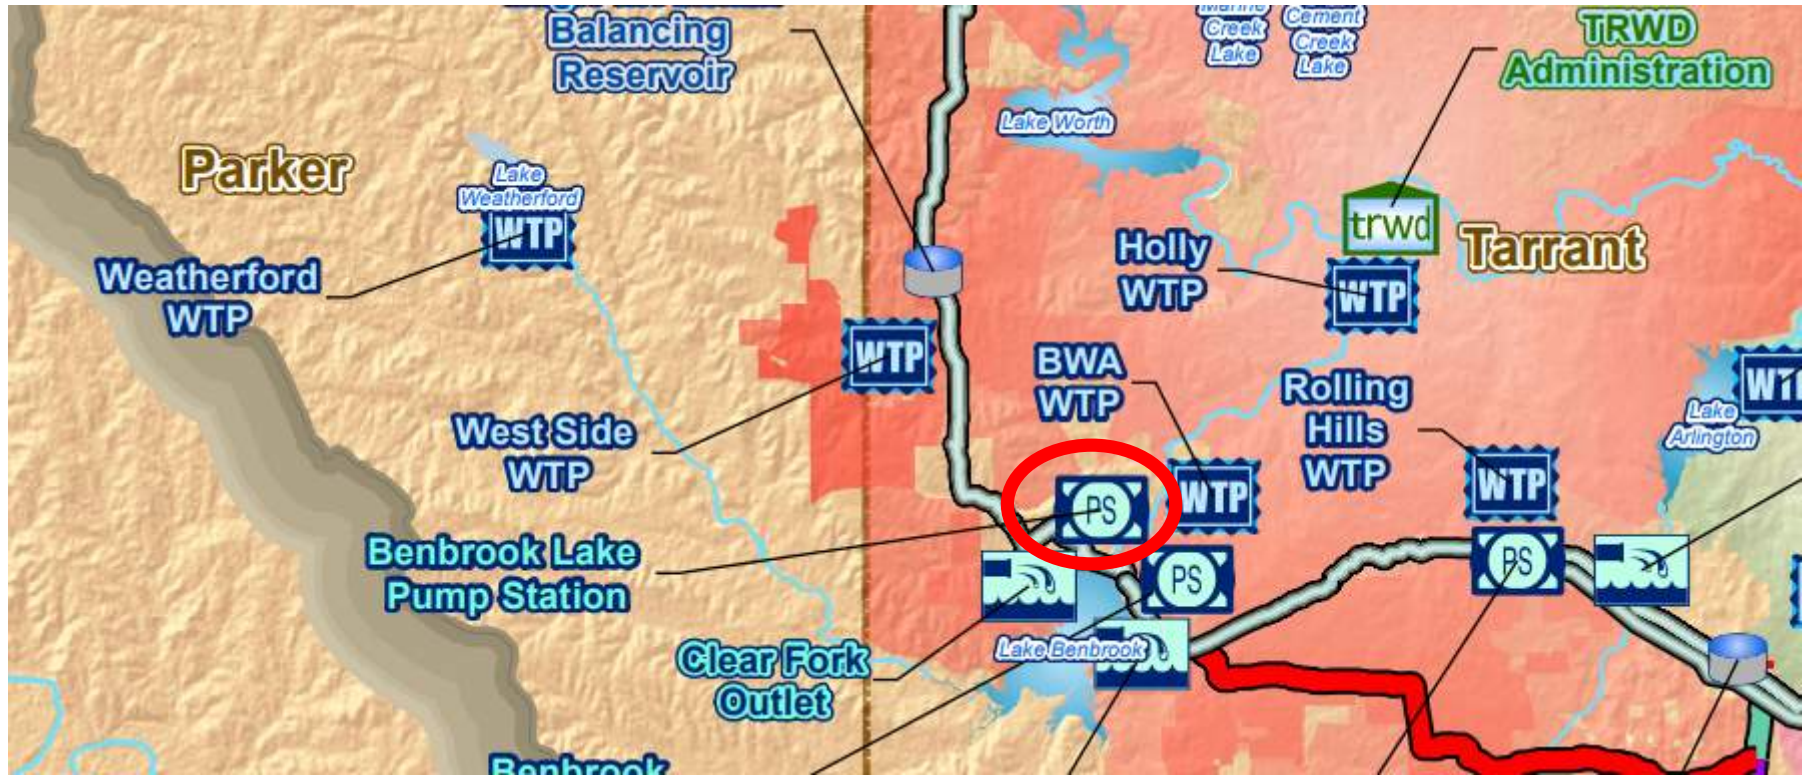 Balancing
Reservoir
Marine
Creek
Lake
Cement
Creek
Lake
TRWD
Administration
Lake Worth
Parker
Lake
Weatherford
WTP
trwd
Tarrant
Holly
WTP
WTP
Weatherford
WTP
WTP
BWA
WTP
Rolling
Hills
WTP
WTP
Lake
Arlington
West Side
WTP
PS
WTP
WTP
Benbrook Lake
Pump Station
PS
PS
Clear Fork
Outlet
Lake Benbrook
Benbrook